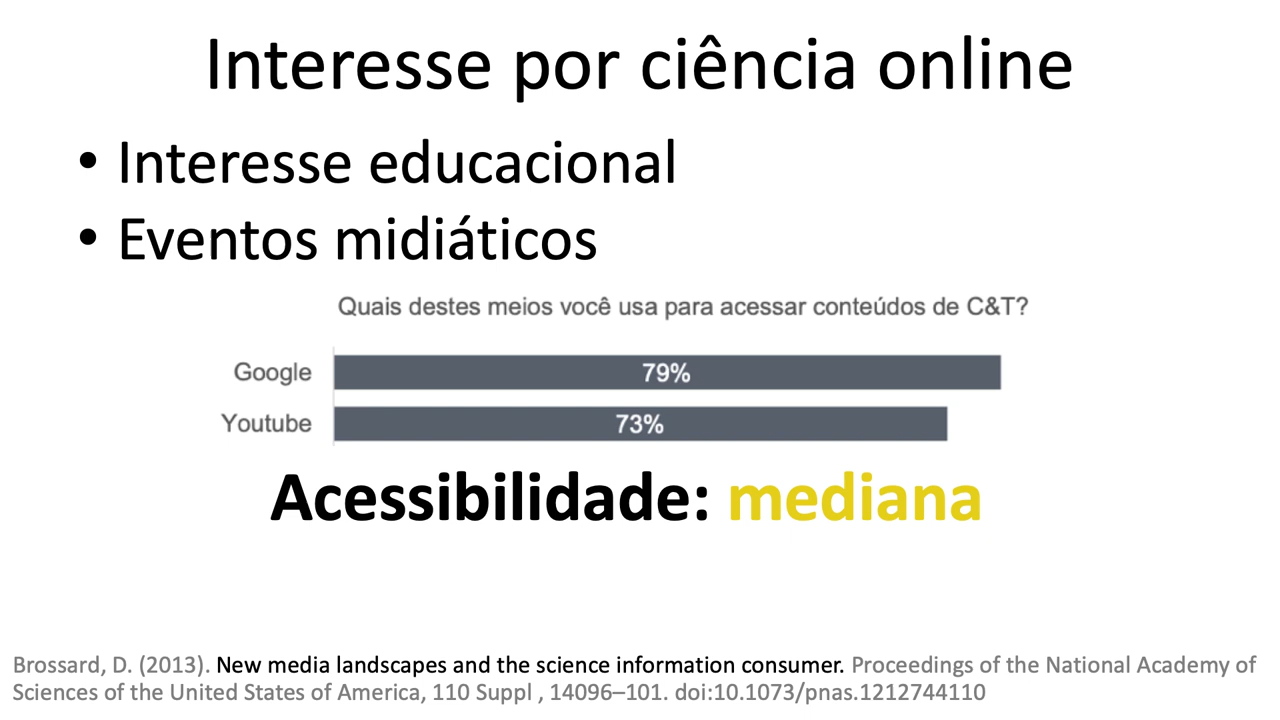 Interesse por ciência online
• Interesse educacional
• Eventos midiáticos
Quais destes meios você usa para acessar conteúdos de C&T?
Google 79%
Youtube 73%
Acessibilidade: mediana
Brossard, D. (2013). New media landscapes and the science information consumer. Proceedings of the National Academy of
Sciences of the United States of America, 110 Suppl , 14096–101. doi:10.1073/pnas.1212744110